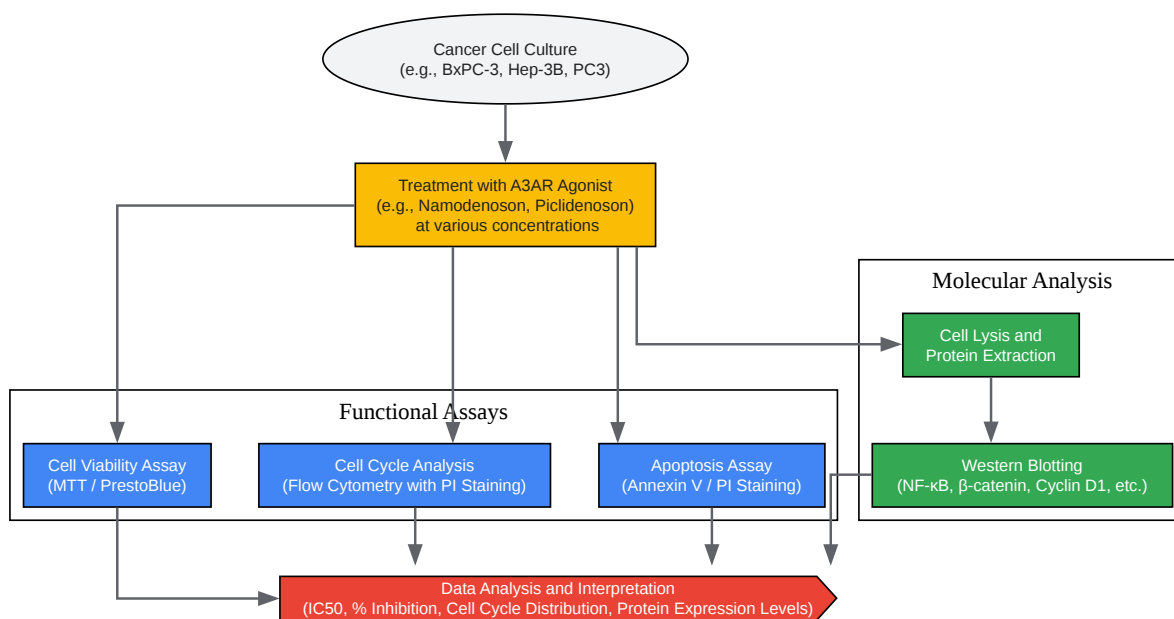 Cancer Cell Culture
(e.g., BxPC-3, Hep-3B, PC3)
Treatment with A3AR Agonist
(e.g., Namodenoson, Piclidenoson)
at various concentrations
Molecular Analysis
Cell Lysis and
Protein Extraction
Functional Assays
Cell Viability Assay
(MTT / PrestoBlue)
Cell Cycle Analysis
(Flow Cytometry with PI Staining)
Apoptosis Assay
(Annexin V / PI Staining)
Western Blotting
(NF-κB, β-catenin, Cyclin D1, etc.)
Data Analysis and Interpretation
(IC50, % Inhibition, Cell Cycle Distribution, Protein Expression Levels)